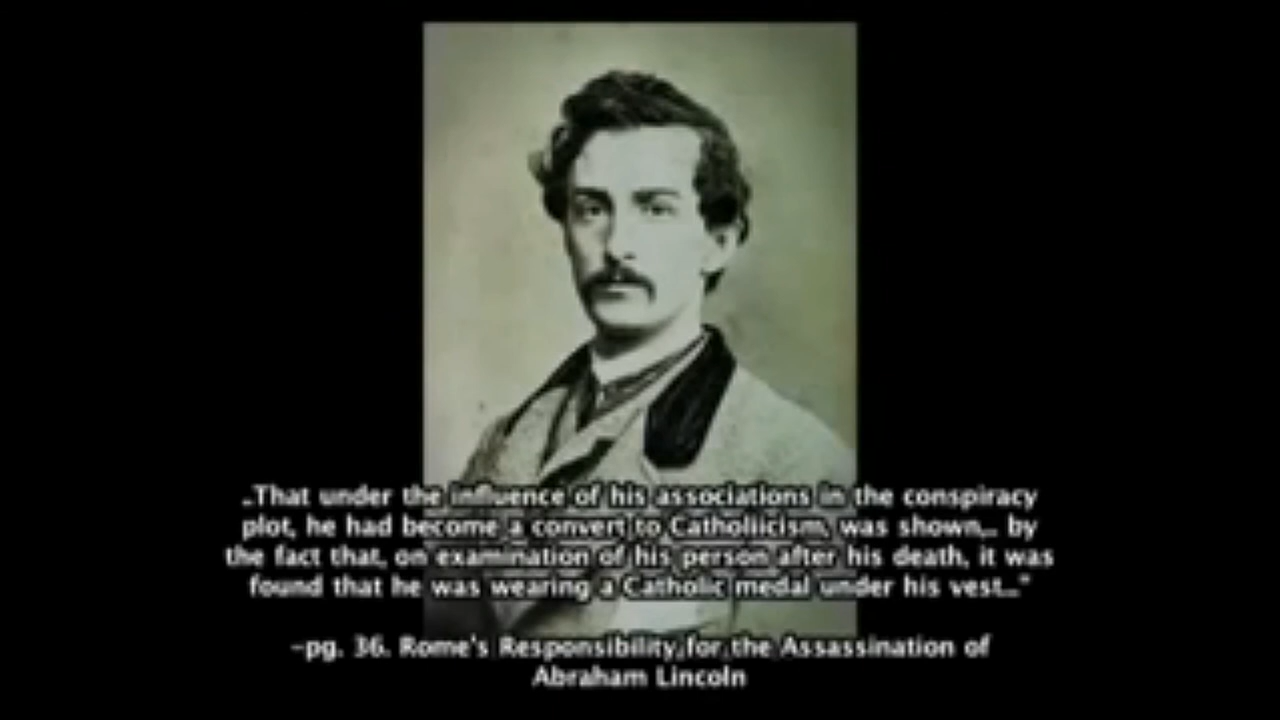 ..That under the influence of his associations in the conspiracy
plot, he had become a convert to Catholiicism, was shown,.. by
the fact that, on examination of his person after his death, it was
found that he was wearing a Catholic medal under his vest..."
-pg. 36. Rome's Responsibility for the Assassination of
Abraham Lincoln